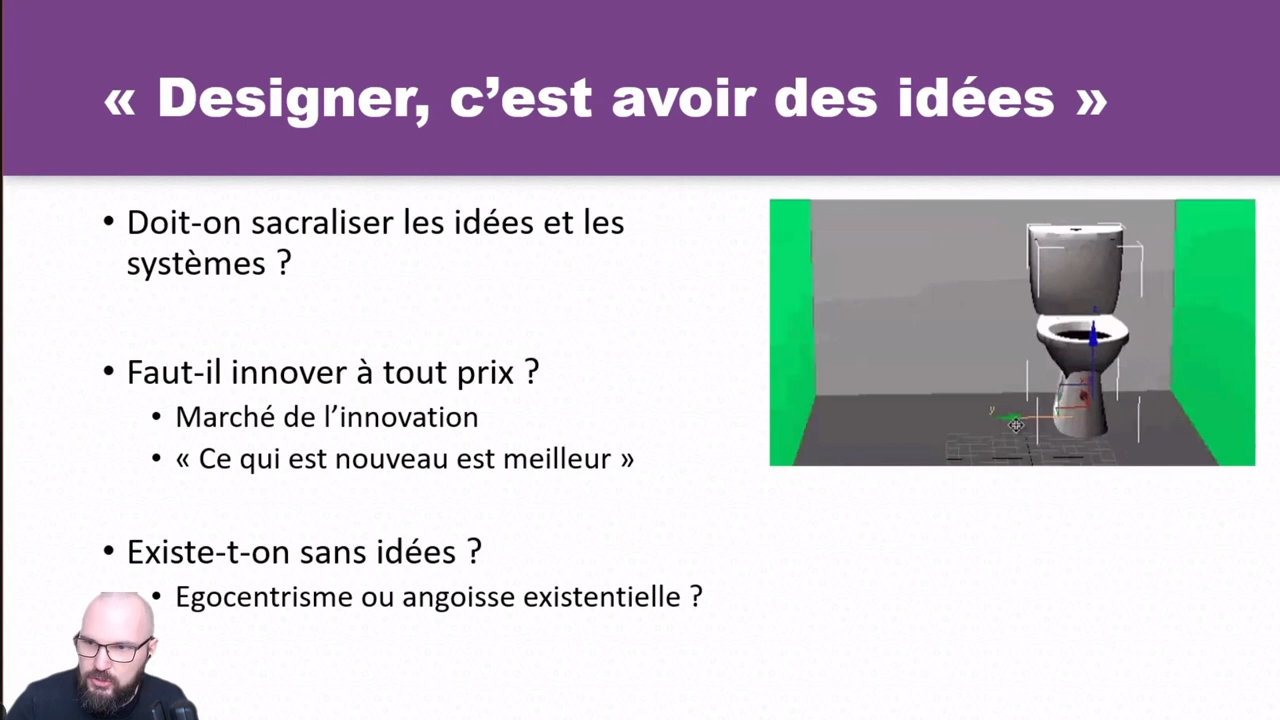 « Designer, c’est avoir des idées »
• Doit-on sacraliser les idées et les
systèmes ?
• Faut-il innover à tout prix ?
• Marché de l’innovation
• « Ce qui est nouveau est meilleur »
• Existe-t-on sans idées ?
• Egocentrisme ou angoisse existentielle ?
y